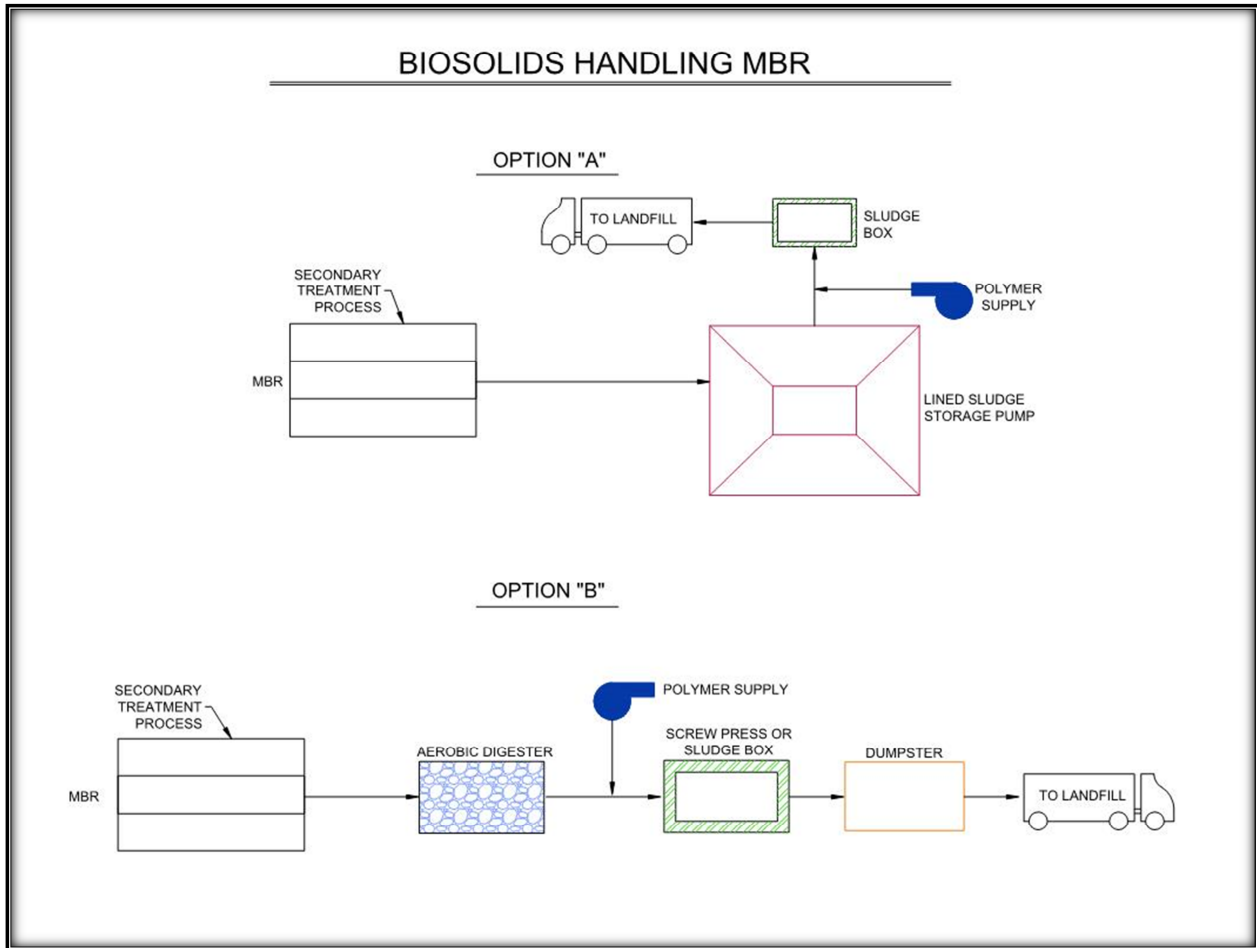 BIOSOLIDS HANDLING MBR
OPTION "A"
TO LANDFILL
SLUDGE
BOX
SECONDARY
TREATMENT
PROCESS
POLYMER
SUPPLY
MBR
LINED SLUDGE
STORAGE PUMP
OPTION "B"
SECONDARY
TREATMENT
PROCESS
POLYMER SUPPLY
AEROBIC DIGESTER
SCREW PRESS OR
SLUDGE BOX
DUMPSTER
MBR
TO LANDFILL